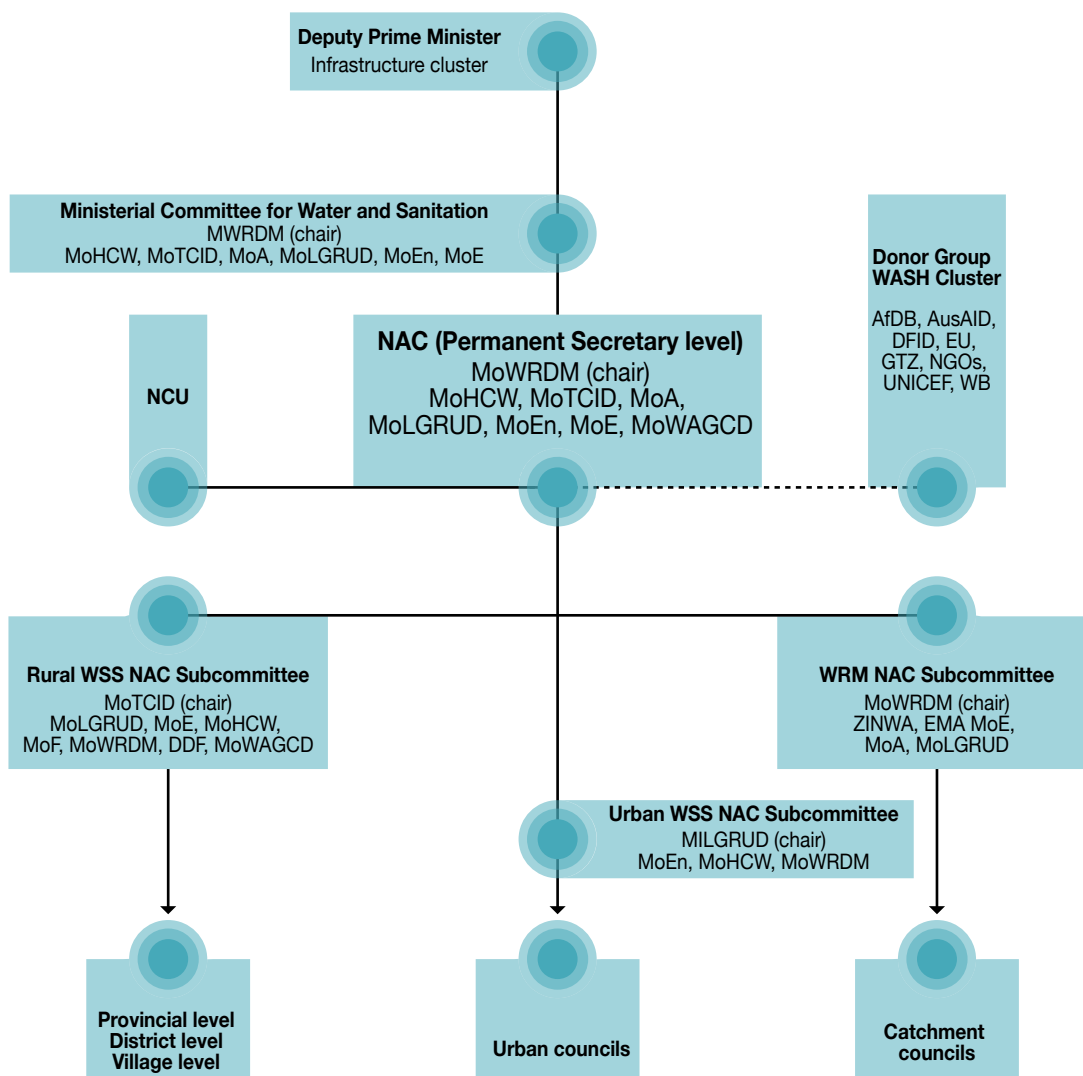 Deputy Prime Minister
Infrastructure cluster
Ministerial Committee for Water and Sanitation
MWRDM (chair)
MoHCW, MoTCID, MoA, MoLGRUD, MoEn, MoE
Donor Group
WASH Cluster
AfDB, AusAID,
DFID, EU,
GTZ, NGOs,
UNICEF, WB
NCU
NAC (Permanent Secretary level)
MoWRDM (chair)
MoHCW, MoTCID, MoA,
MoLGRUD, MoEn, MoE, MoWAGCD
Rural WSS NAC Subcommittee
MoTCID (chair)
MoLGRUD, MoE, MoHCW,
MoF, MoWRDM, DDF, MoWAGCD
WRM NAC Subcommittee
MoWRDM (chair)
ZINWA, EMA MoE,
MoA, MoLGRUD
Urban WSS NAC Subcommittee
MILGRUD (chair)
MoEn, MoHCW, MoWRDM
Provincial level
District level
Village level
Urban councils
Catchment
councils